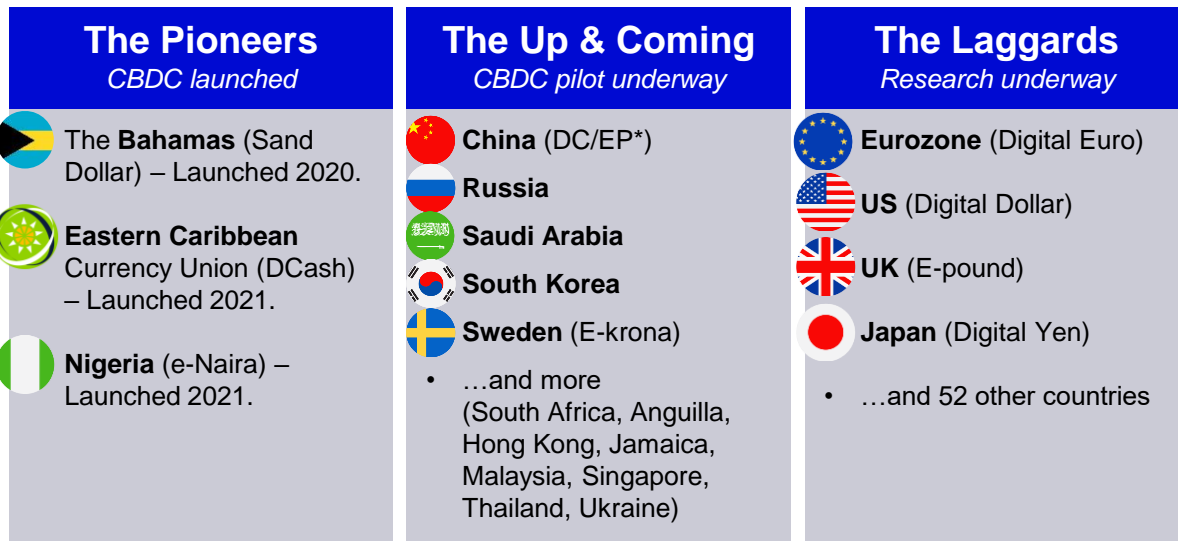 The Pioneers
CBDC launched
The Bahamas (Sand
Dollar) – Launched 2020.
Eastern Caribbean
Currency Union (DCash)
– Launched 2021.
Nigeria (e-Naira) –
Launched 2021.
The Up & Coming
CBDC pilot underway
China (DC/EP*)
Russia
Saudi Arabia
South Korea
Sweden (E-krona)
• …and more
(South Africa, Anguilla,
Hong Kong, Jamaica,
Malaysia, Singapore,
Thailand, Ukraine)
The Laggards
Research underway
Eurozone (Digital Euro)
US (Digital Dollar)
UK (E-pound)
Japan (Digital Yen)
• …and 52 other countries